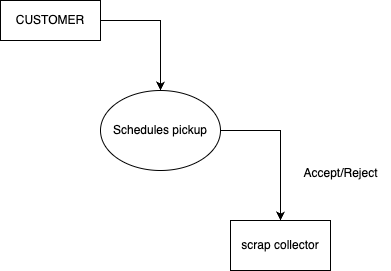 CUSTOMER
Schedules pickup
Accept/Reject
scrap collector